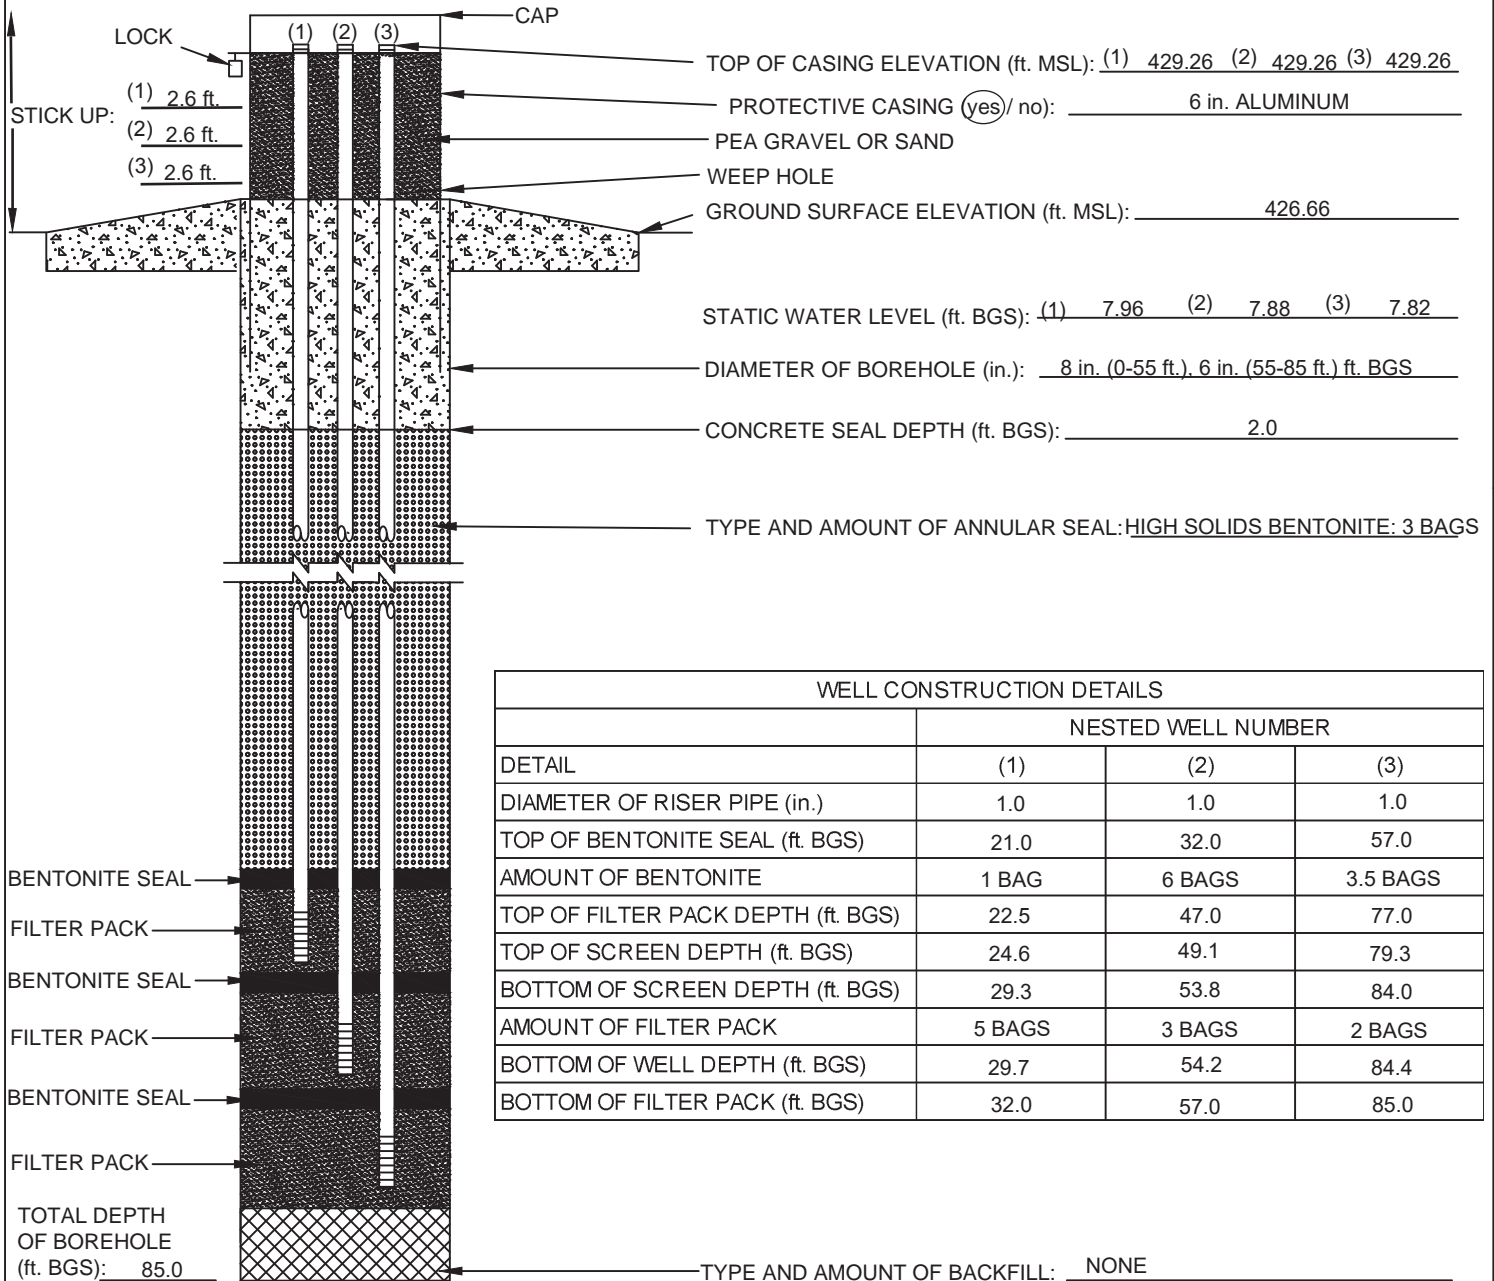 CAP
LOCK
(1) (2) (3)
TOP OF CASING ELEVATION (ft. MSL): (1) 429.26 (2) 429.26 (3) 429.26
STICK UP: (1) 2.6 ft.
(2) 2.6 ft.
(3) 2.6 ft.
PROTECTIVE CASING (yes/ no): 6 in. ALUMINUM
PEA GRAVEL OR SAND
WEEP HOLE
GROUND SURFACE ELEVATION (ft. MSL): 426.66
STATIC WATER LEVEL (ft. BGS): (1) 7.96 (2) 7.88 (3) 7.82
DIAMETER OF BOREHOLE (in.): 8 in. (0-55 ft.), 6 in. (55-85 ft.) ft. BGS
CONCRETE SEAL DEPTH (ft. BGS): 2.0
TYPE AND AMOUNT OF ANNULAR SEAL: HIGH SOLIDS BENTONITE: 3 BAGS
WELL CONSTRUCTION DETAILS
NESTED WELL NUMBER
DETAIL (1) (2) (3)
DIAMETER OF RISER PIPE (in.) 1.0 1.0 1.0
TOP OF BENTONITE SEAL (ft. BGS) 21.0 32.0 57.0
AMOUNT OF BENTONITE 1 BAG 6 BAGS 3.5 BAGS
TOP OF FILTER PACK DEPTH (ft. BGS) 22.5 47.0 77.0
TOP OF SCREEN DEPTH (ft. BGS) 24.6 49.1 79.3
BOTTOM OF SCREEN DEPTH (ft. BGS) 29.3 53.8 84.0
AMOUNT OF FILTER PACK 5 BAGS 3 BAGS 2 BAGS
BOTTOM OF WELL DEPTH (ft. BGS) 29.7 54.2 84.4
BOTTOM OF FILTER PACK (ft. BGS) 32.0 57.0 85.0
BENTONITE SEAL
FILTER PACK
BENTONITE SEAL
FILTER PACK
BENTONITE SEAL
FILTER PACK
TOTAL DEPTH
OF BOREHOLE
(ft. BGS): 85.0
TYPE AND AMOUNT OF BACKFILL: NONE